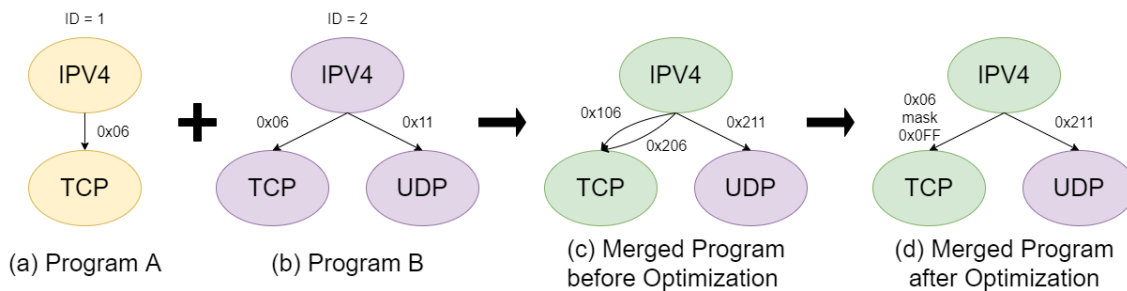 ID = 1
IPV4
0x06
TCP
(a) Program A
+
ID = 2
IPV4
0x06
0x11
TCP
UDP
(b) Program B
IPV4
0x106
0x206
0x211
TCP
UDP
(c) Merged Program
before Optimization
IPV4
0x06
mask
0x0FF
0x211
TCP
UDP
(d) Merged Program
after Optimization